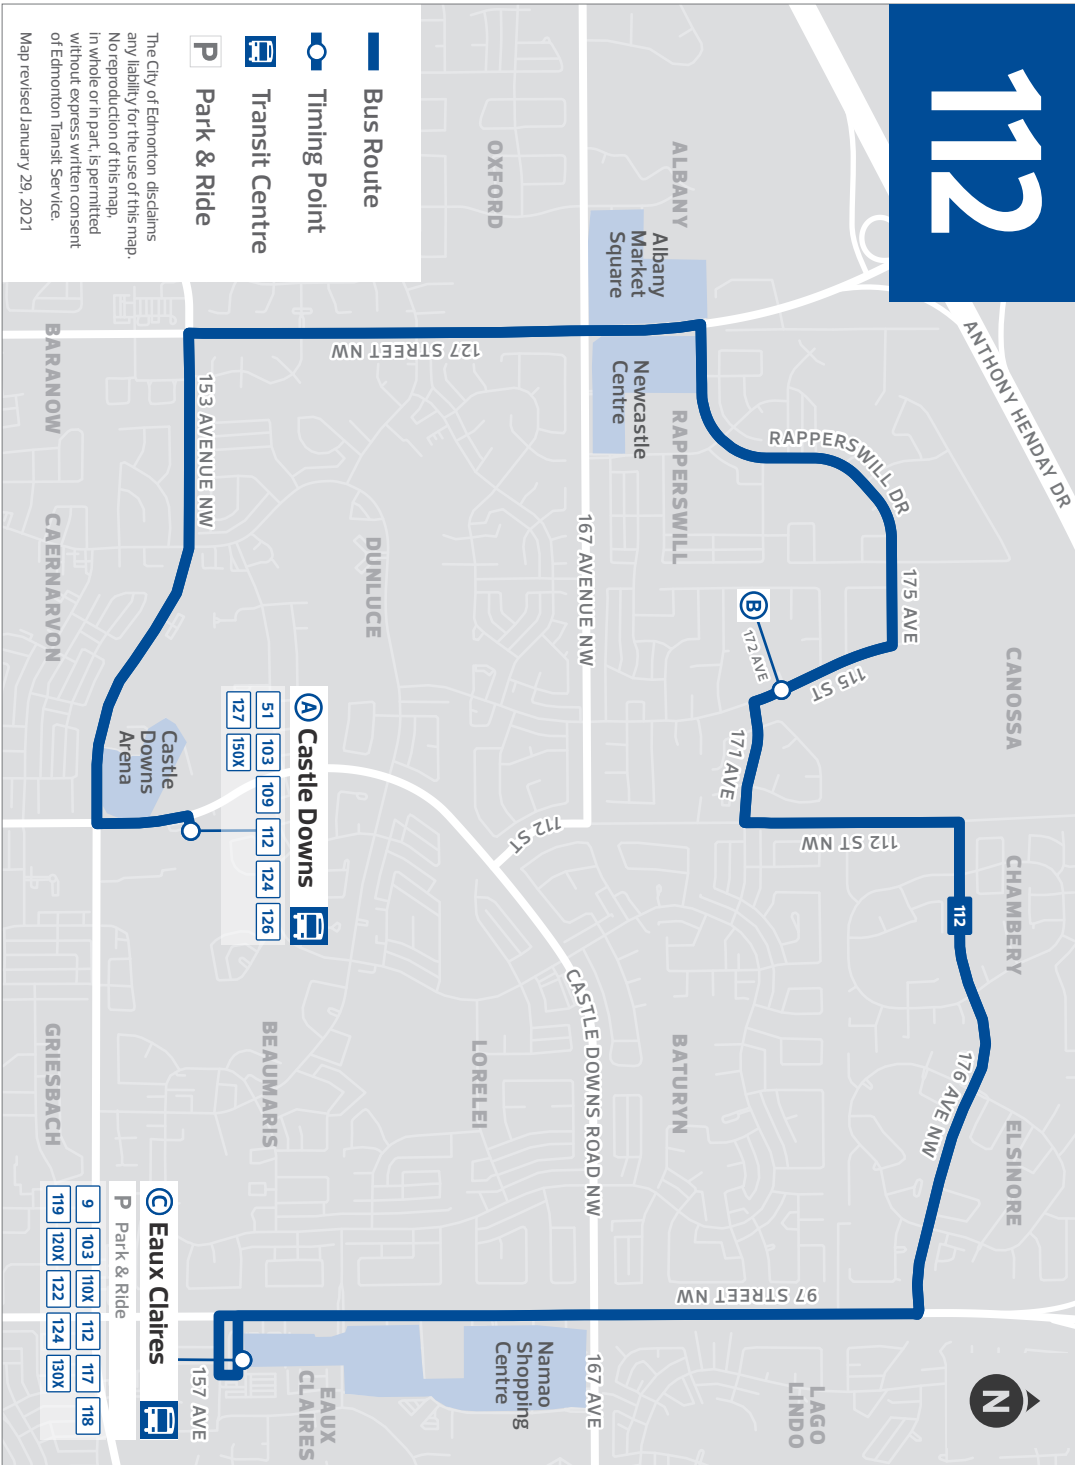 112
Bus Route
Timing Point
Transit Centre
P
Park & Ride
The City of Edmonton disclaims
any liability for the use of this map.
No reproduction of this map,
in whole or in part, is permitted
without express written consent
of Edmonton Transit Service.
Map revised January 29, 2021
ANTHONY HENDAY DR
ALBANY
Albany
Market
Square
OXFORD
Newcastle
Centre
RAPPERSWILL
RAPPERSWILL DR
175 AVE
CANOSSA
127 STREET NW
153 AVENUE NW
BARANOW
CAERNARVON
DUNLUCE
167 AVENUE NW
B
172 AVE
115 ST
171 AVE
112 ST NW
112
CHAMBERY
176 AVE NW
ELSINORE
A Castle Downs
51 103 109 112 124 126
127 150X
Castle
Downs
Arena
112 ST
CASTLE DOWNS ROAD NW
BATURYN
LORELEI
BEAUMARIS
GRIESBACH
97 STREET NW
C Eaux Claires
P Park & Ride
9 103 110X 112 117 118
119 120X 122 124 130X
157 AVE
EAUX
CLAIRES
Namao
Shopping
Centre
167 AVE
LAGO
LINDO
N